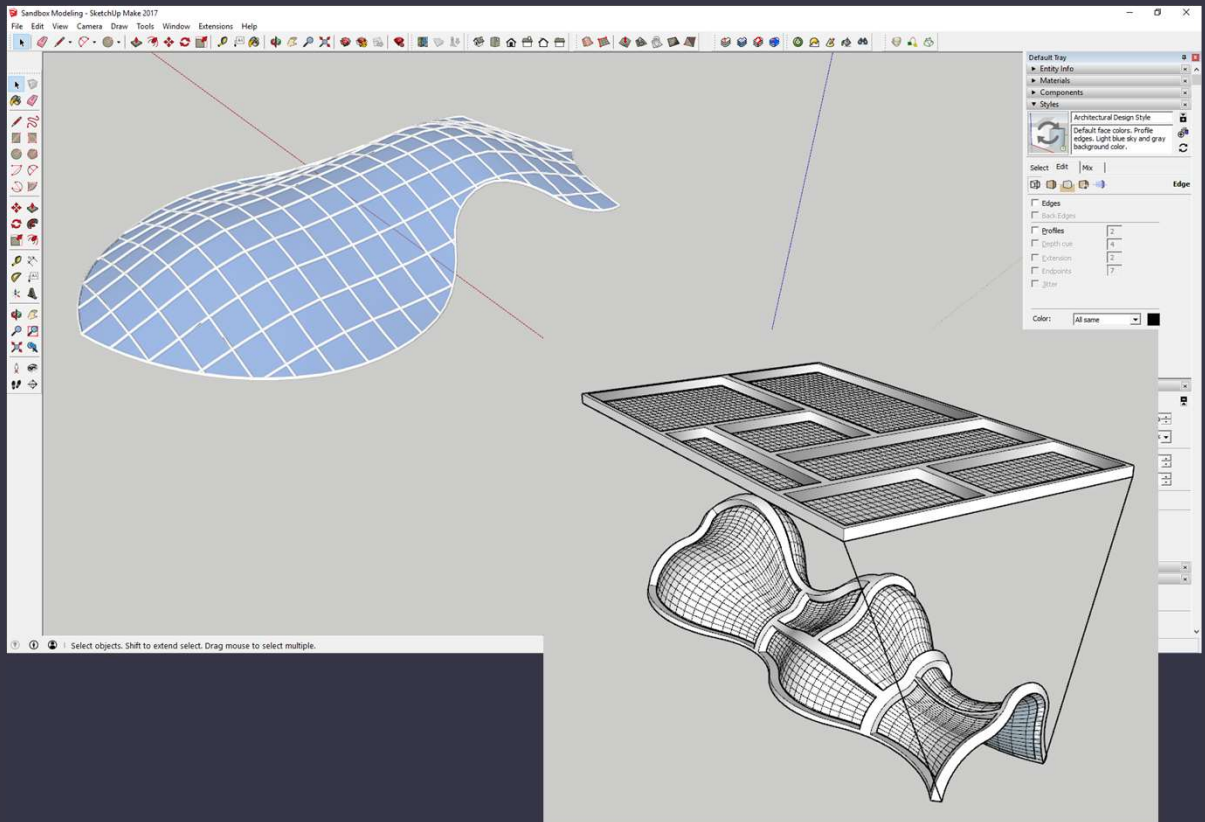 Sandbox Modeling - SketchUp Make 2017
File Edit View Camera Draw Tools Window Extensions Help
Default Tray
Entity Info
Materials
Components
Styles
Architectural Design Style
Default face colors. Profile
edges. Light blue sky and gray
background color.
Select Edit Mix
Edge
Edges
Back Edges
Profiles 2
Depth cue 4
Extension 2
Endpoints 7
Jitter
Color: All same
Select objects. Shift to extend select. Drag mouse to select multiple.